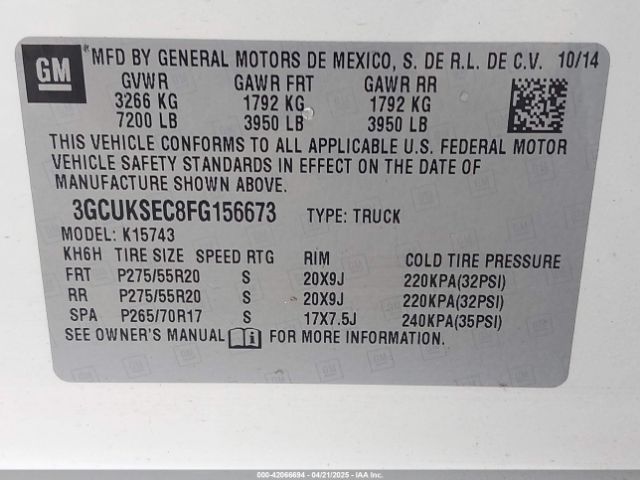 GM
*MFD BY GENERAL MOTORS DE MEXICO, S. DE R.L. DE C.V. 10/14
GVWR GAWR FRT GAWR RR
3266 KG 1792 KG 1792 KG
7200 LB 3950 LB 3950 LB
THIS VEHICLE CONFORMS TO ALL APPLICABLE U.S. FEDERAL MOTOR
VEHICLE SAFETY STANDARDS IN EFFECT ON THE DATE OF
MANUFACTURE SHOWN ABOVE.
3GCUKSEC8FG156673 TYPE: TRUCK
MODEL: K15743
KH6H TIRE SIZE SPEED RTG RIM COLD TIRE PRESSURE
FRT P275/55R20 S 20X9J 220KPA(32PSI)
RR P275/55R20 S 20X9J 220KPA(32PSI)
SPA P265/70R17 S 17X7.5J 240KPA(35PSI)
SEE OWNER'S MANUAL FOR MORE INFORMATION.
000-42066694 - 04/21/2025 - IAA, Inc. - Copyright